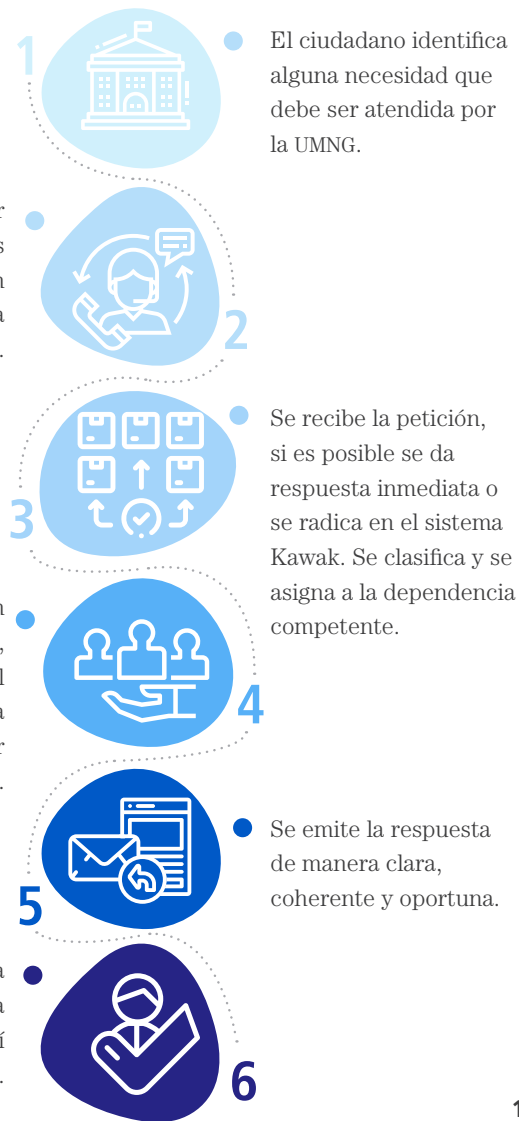 1
El ciudadano identifica
alguna necesidad que
debe ser atendida por
la UMNG.
2
3
Se recibe la petición,
si es posible se da
respuesta inmediata o
se radica en el sistema
Kawak. Se clasifica y se
asigna a la dependencia
competente.
4
5
Se emite la respuesta
de manera clara,
coherente y oportuna.
6